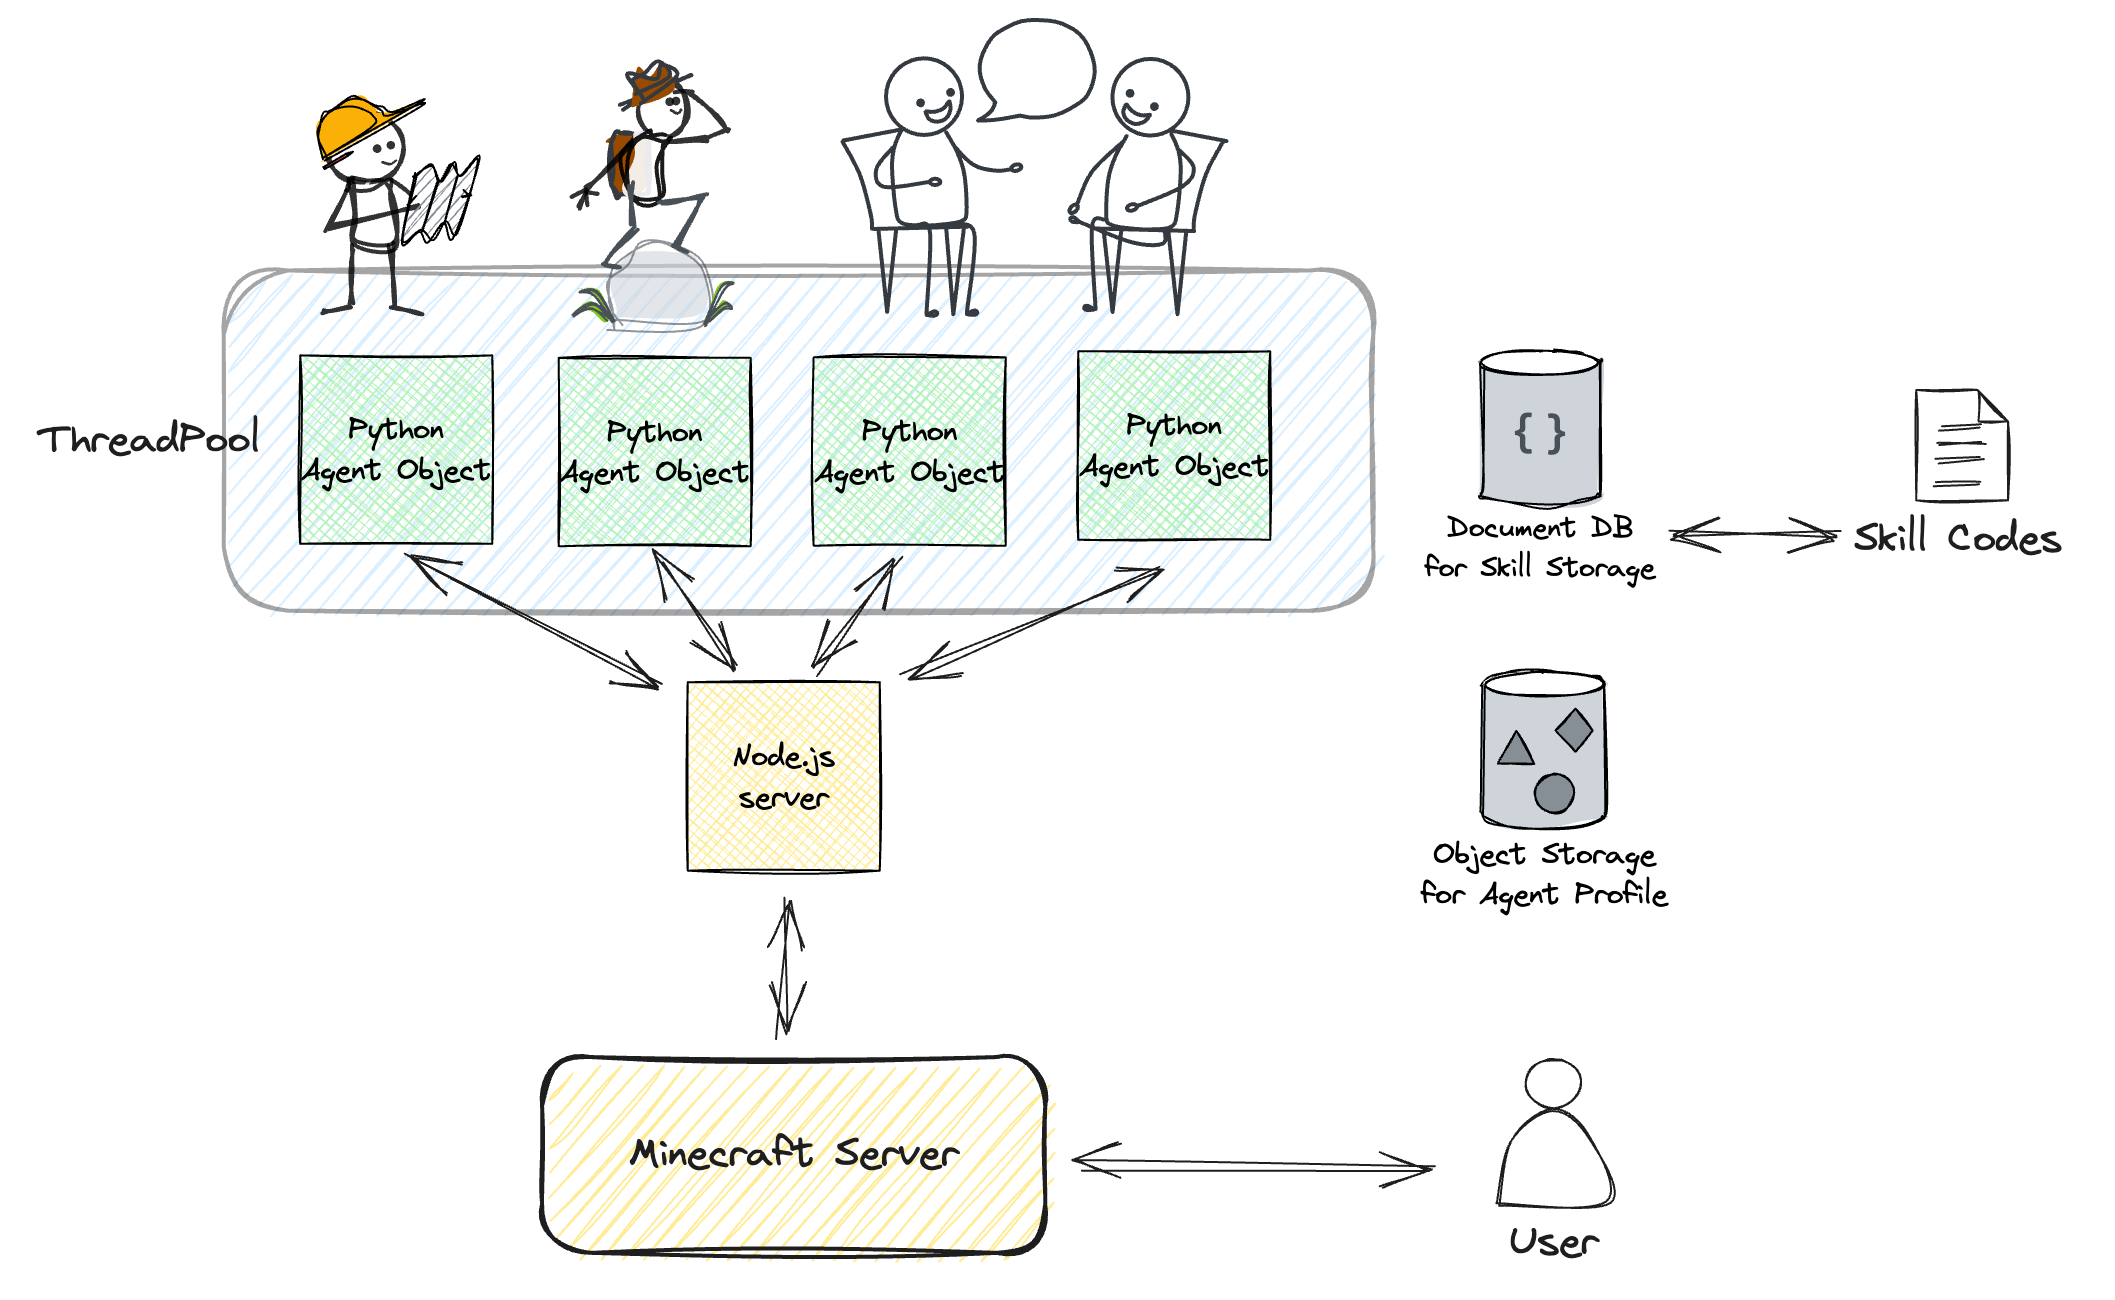 ThreadPool
Python
Agent Object
Python
Agent Object
Python
Agent Object
Python
Agent Object
{ }
Document DB
for Skill Storage
Skill Codes
Node.js
server
Object Storage
for Agent Profile
Minecraft Server
User